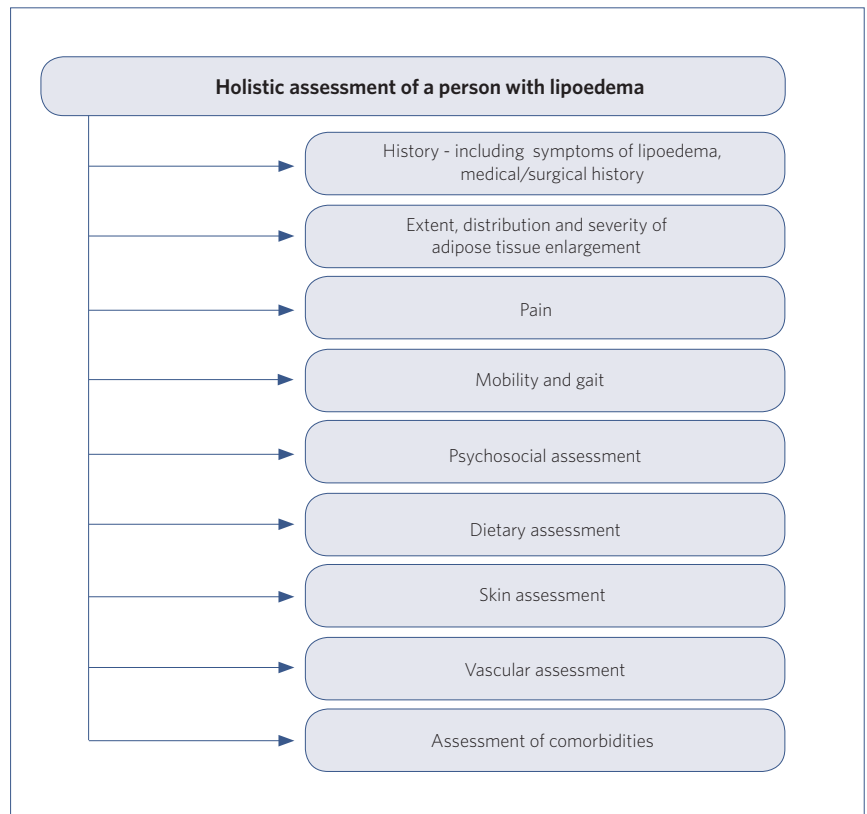 Holistic assessment of a person with lipoedema
History - including symptoms of lipoedema,
medical/surgical history
Extent, distribution and severity of
adipose tissue enlargement
Pain
Mobility and gait
Psychosocial assessment
Dietary assessment
Skin assessment
Vascular assessment
Assessment of comorbidities